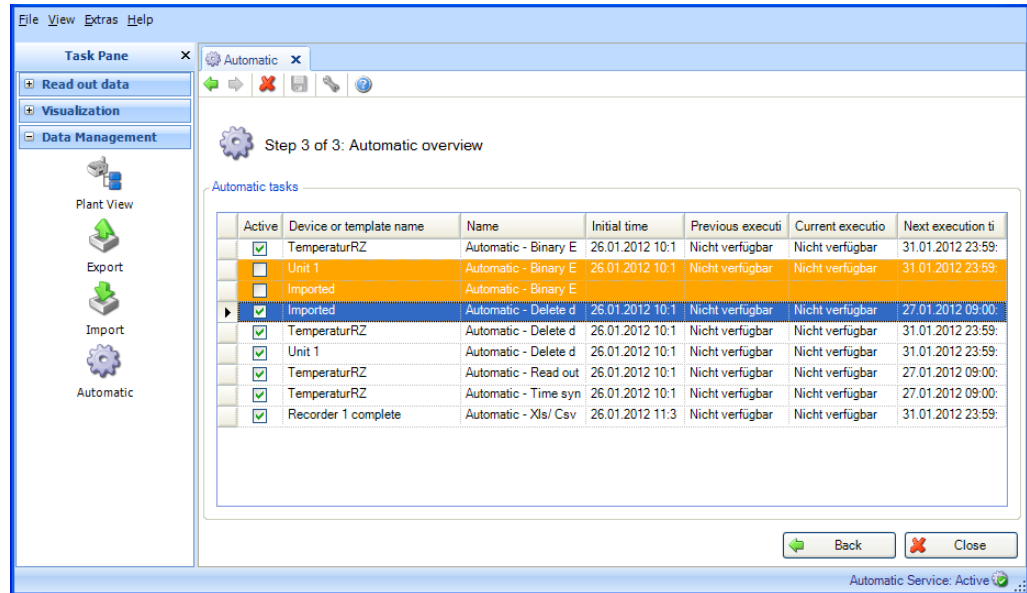 File View Extras Help
Task Pane
Automatic
Read out data
Visualization
Data Management
Plant View
Export
Import
Automatic
Step 3 of 3: Automatic overview
Automatic tasks
Active Device or template name Name Initial time Previous executi Current executio Next execution ti
TemperaturRZ Automatic - Binary E 26.01.2012 10:1 Nicht verfügbar Nicht verfügbar 31.01.2012 23:59:
Unit 1 Automatic - Binary E 26.01.2012 10:1 Nicht verfügbar Nicht verfügbar 31.01.2012 23:59:
Imported Automatic - Binary E
Imported Automatic - Delete d 26.01.2012 10:1 Nicht verfügbar Nicht verfügbar 27.01.2012 09:00:
TemperaturRZ Automatic - Delete d 26.01.2012 10:1 Nicht verfügbar Nicht verfügbar 31.01.2012 23:59:
Unit 1 Automatic - Delete d 26.01.2012 10:1 Nicht verfügbar Nicht verfügbar 31.01.2012 23:59:
TemperaturRZ Automatic - Read out 26.01.2012 10:1 Nicht verfügbar Nicht verfügbar 27.01.2012 09:00:
TemperaturRZ Automatic - Time syn 26.01.2012 10:1 Nicht verfügbar Nicht verfügbar 27.01.2012 09:00:
Recorder 1 complete Automatic - Xls/ Csv 26.01.2012 11:3 Nicht verfügbar Nicht verfügbar 31.01.2012 23:59:
Back Close
Automatic Service: Active